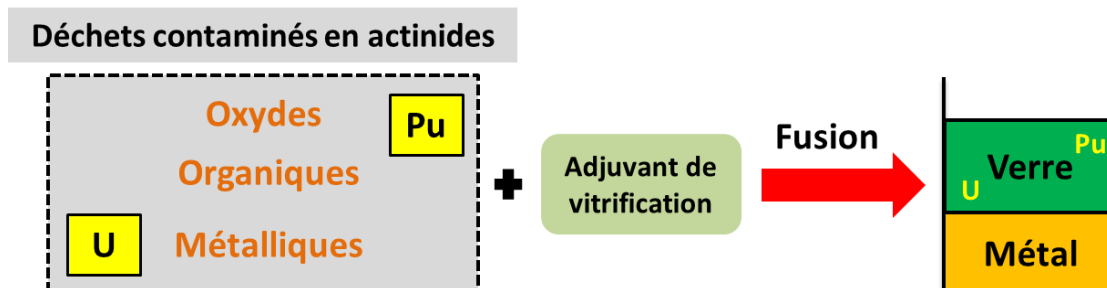 Déchets contaminés en actinides
Oxydes
Pu
Organiques
U
Métalliques
Adjuvant de
vitrification
Fusion
Pu
Verre
U
Métal